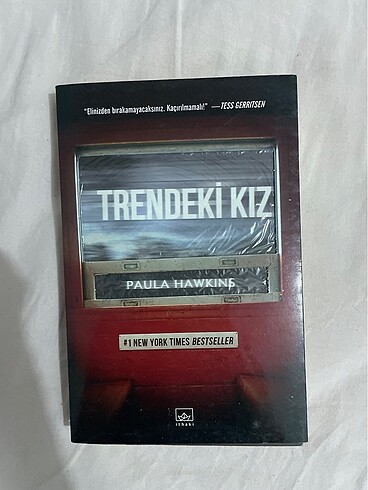 "Elinizden bırakamayacaksınız. Kaçırılmamalı!" —TESS GERRITSEN
TRENDEKİ KIZ
PAULA HAWKINS
#1 NEW YORK TIMES BESTSELLER
ithaki